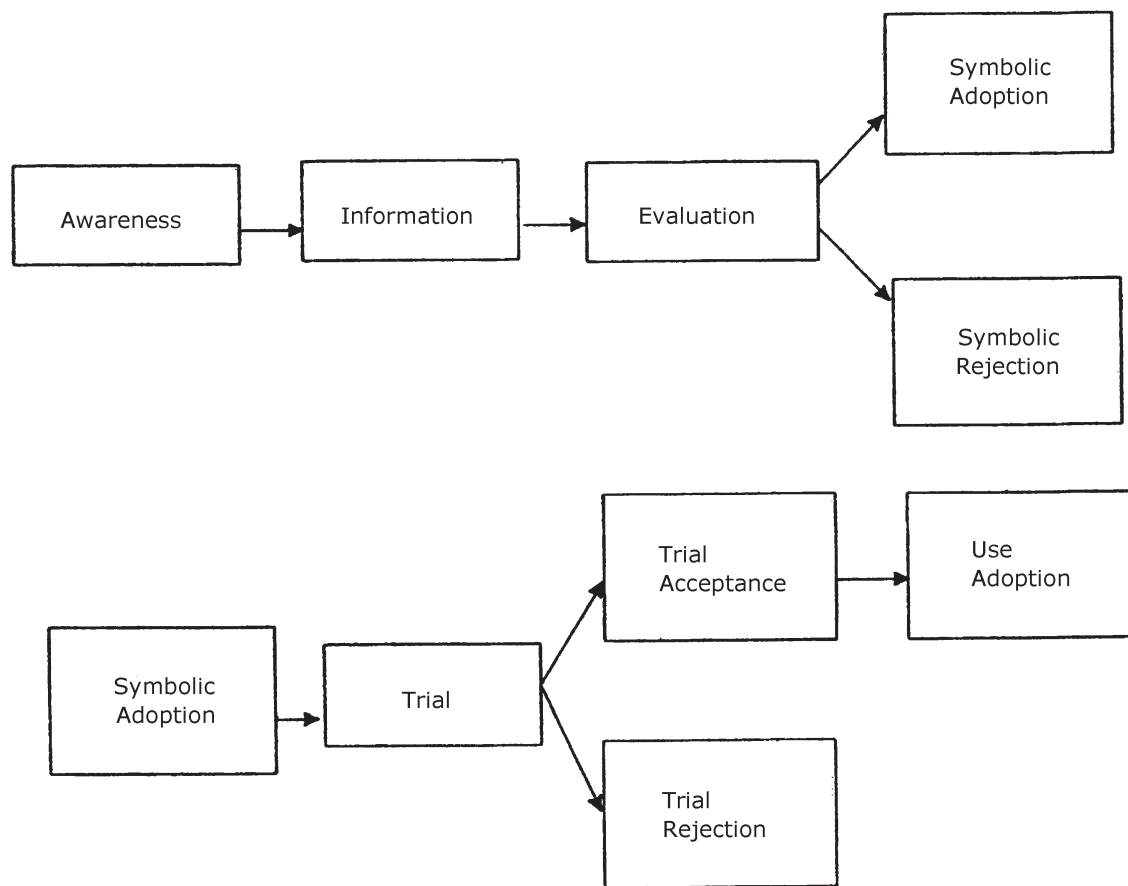 Symbolic
Adoption
Awareness
Information
Evaluation
Symbolic
Rejection
Trial
Acceptance
Use
Adoption
Symbolic
Adoption
Trial
Trial
Rejection